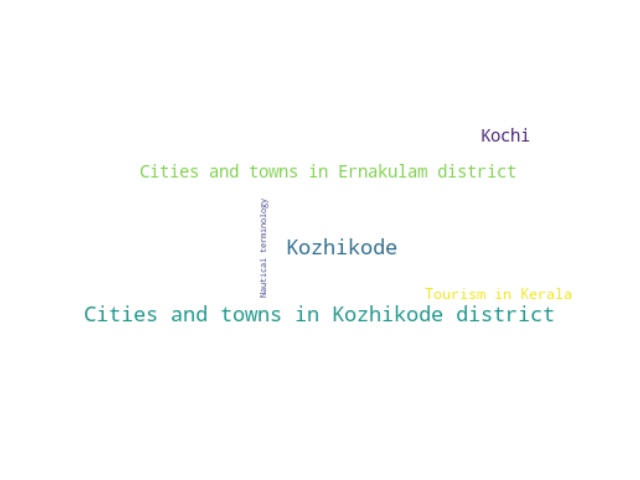 Kochi
Cities and towns in Ernakulam district
Nautical terminology
Kozhikode
Tourism in Kerala
Cities and towns in Kozhikode district